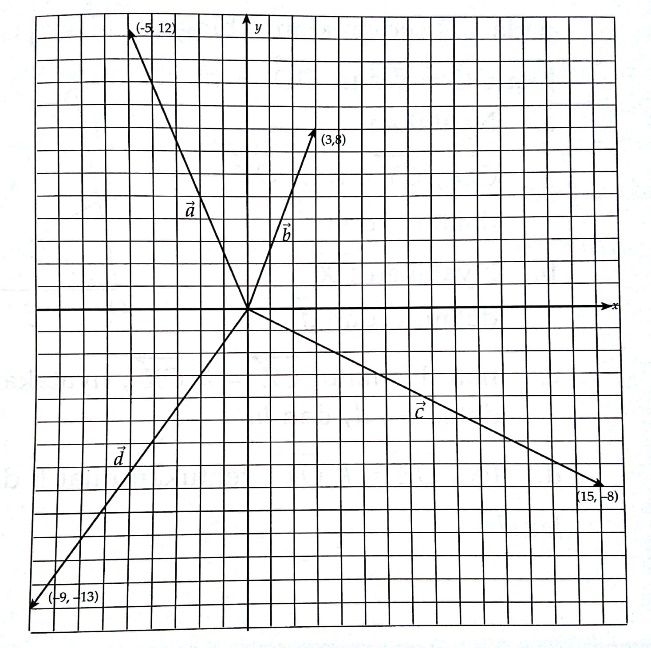 (-5, 12)
y
(3,8)
a⃗
b⃗
x
c⃗
d⃗
(15, –8)
(–9, –13)